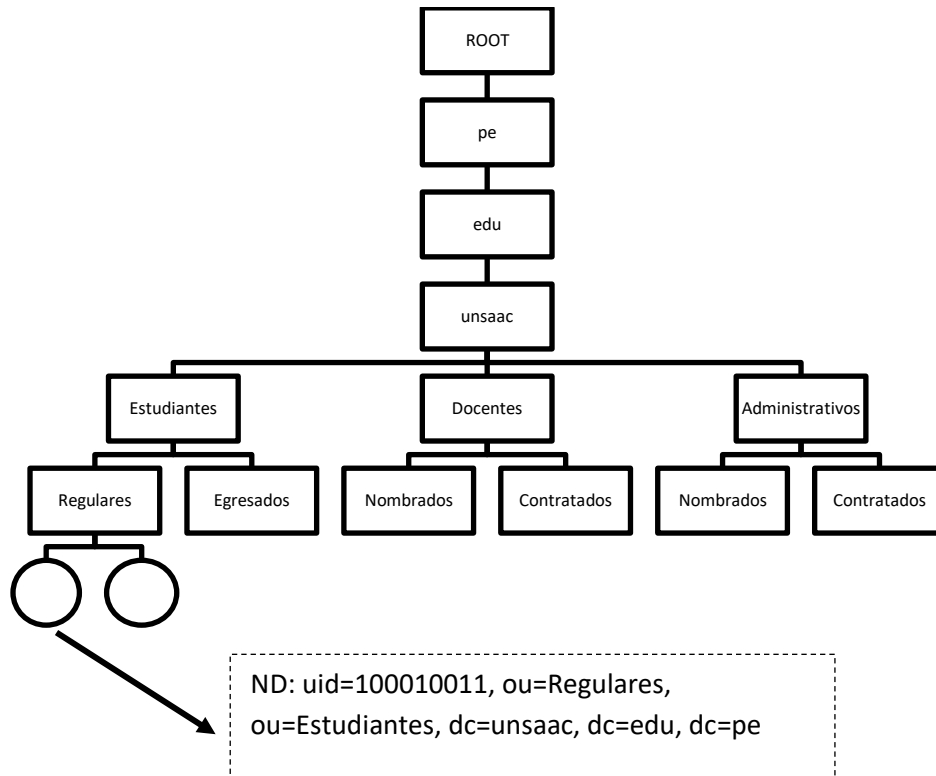 ROOT
pe
edu
unsaac
Estudiantes
Docentes
Administrativos
Regulares
Egresados
Nombrados
Contratados
Nombrados
Contratados
ND: uid=100010011, ou=Regulares,
ou=Estudiantes, dc=unsaac, dc=edu, dc=pe